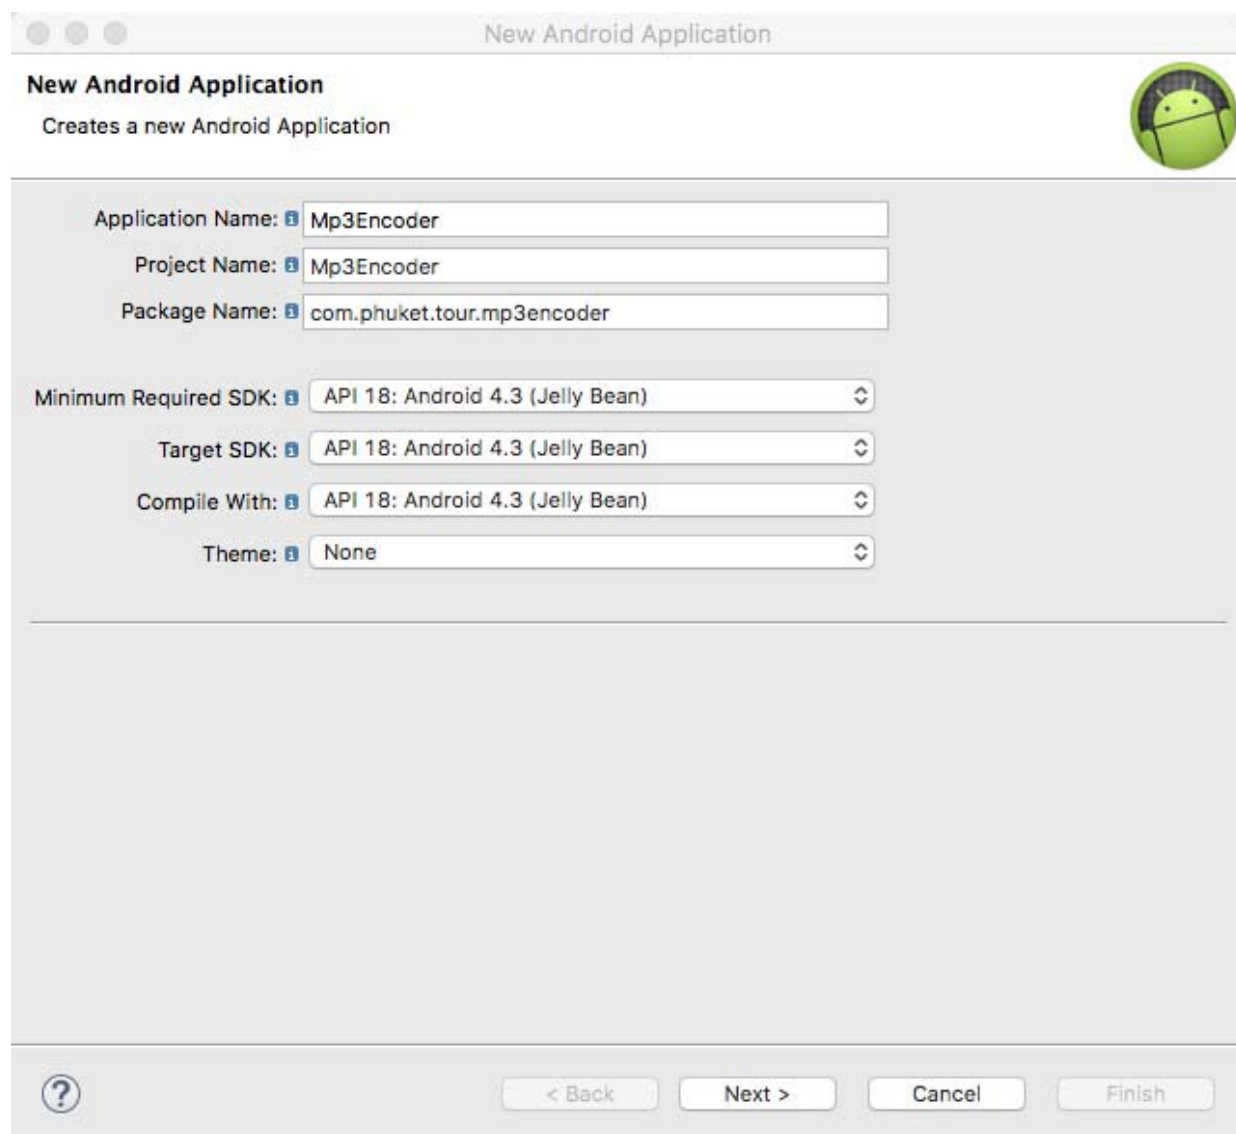 New Android Application
New Android Application
Creates a new Android Application
Application Name: Mp3Encoder
Project Name: Mp3Encoder
Package Name: com.phuket.tour.mp3encoder
Minimum Required SDK: API 18: Android 4.3 (Jelly Bean)
Target SDK: API 18: Android 4.3 (Jelly Bean)
Compile With: API 18: Android 4.3 (Jelly Bean)
Theme: None
? < Back Next > Cancel Finish